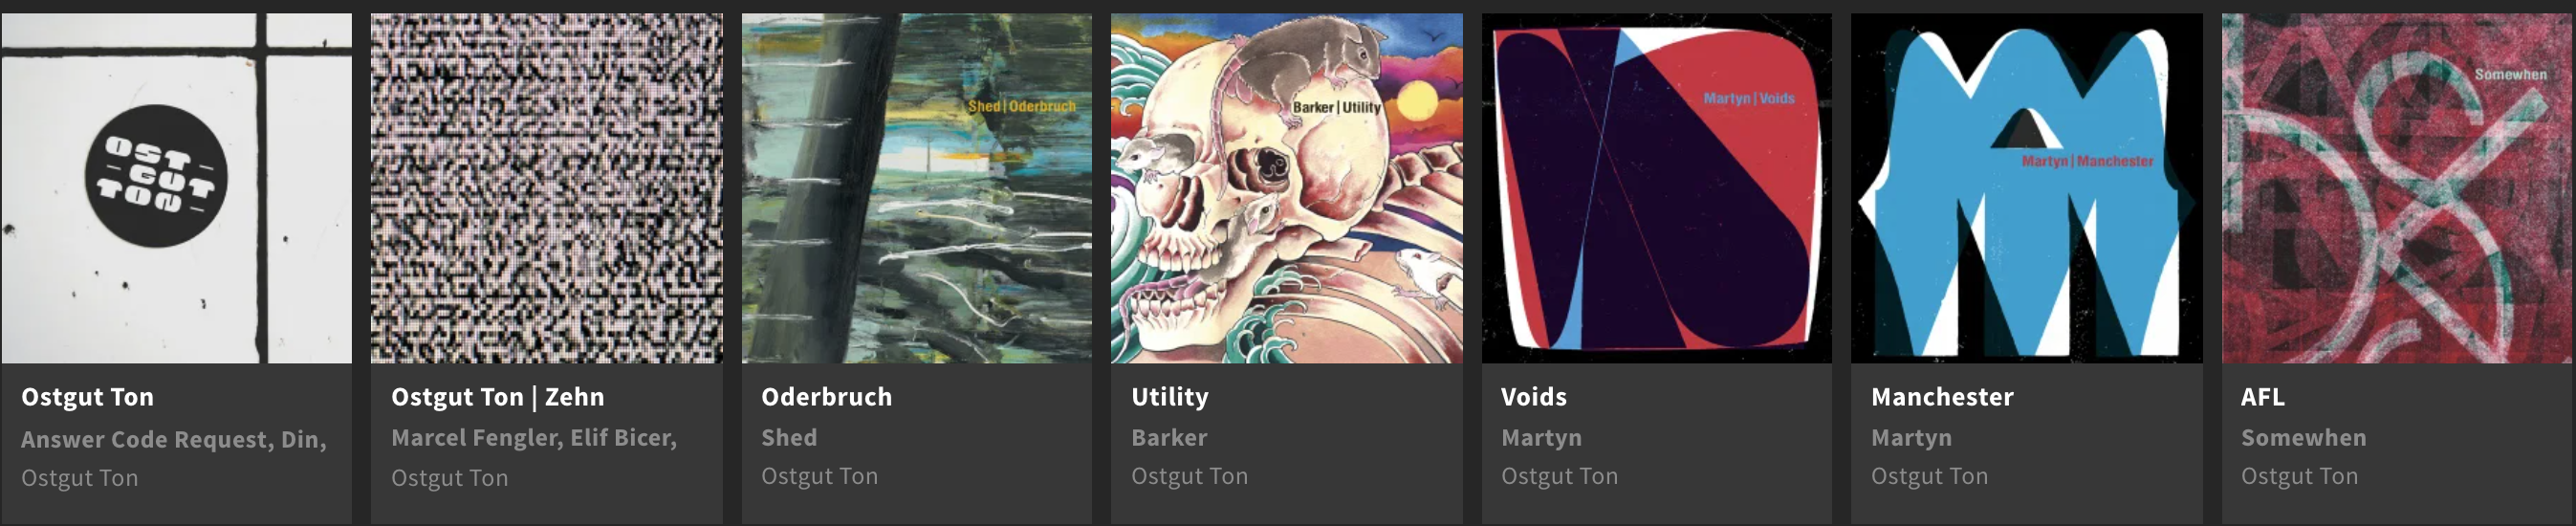 OST —
— GUT
TON —
Ostgut Ton
Answer Code Request, Din,
Ostgut Ton
Ostgut Ton | Zehn
Marcel Fengler, Elif Bicer,
Ostgut Ton
Shed | Oderbruch
Oderbruch
Shed
Ostgut Ton
Barker | Utility
Utility
Barker
Ostgut Ton
Martyn | Voids
Voids
Martyn
Ostgut Ton
Martyn | Manchester
Manchester
Martyn
Ostgut Ton
Somewhen
AFL
Somewhen
Ostgut Ton